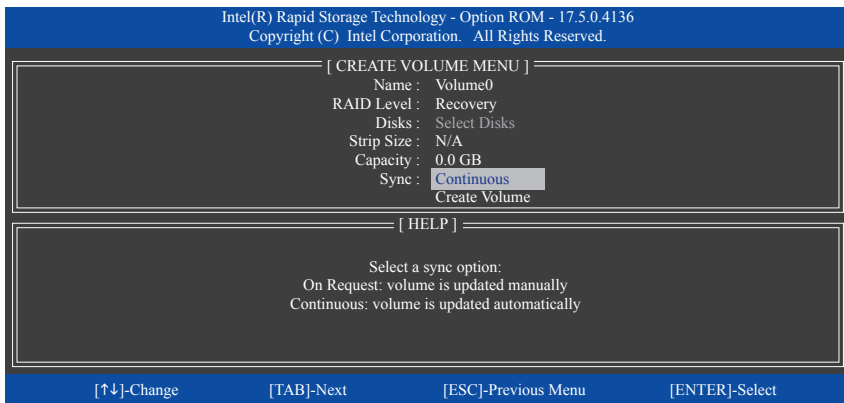 Intel(R) Rapid Storage Technology - Option ROM - 17.5.0.4136
Copyright (C) Intel Corporation. All Rights Reserved.
[ CREATE VOLUME MENU ]
Name : Volume0
RAID Level : Recovery
Disks : Select Disks
Strip Size : N/A
Capacity : 0.0 GB
Sync : Continuous
Create Volume
[ HELP ]
Select a sync option:
On Request: volume is updated manually
Continuous: volume is updated automatically
[↑↓]-Change [TAB]-Next [ESC]-Previous Menu [ENTER]-Select